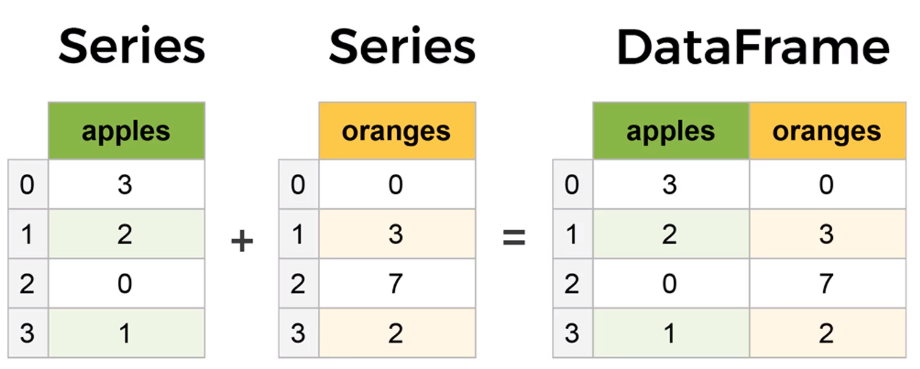 Series Series DataFrame
apples oranges apples oranges
0 3 0 0 0 3 0
1 2 1 3 1 2 3
+ =
2 0 2 7 2 0 7
3 1 3 2 3 1 2